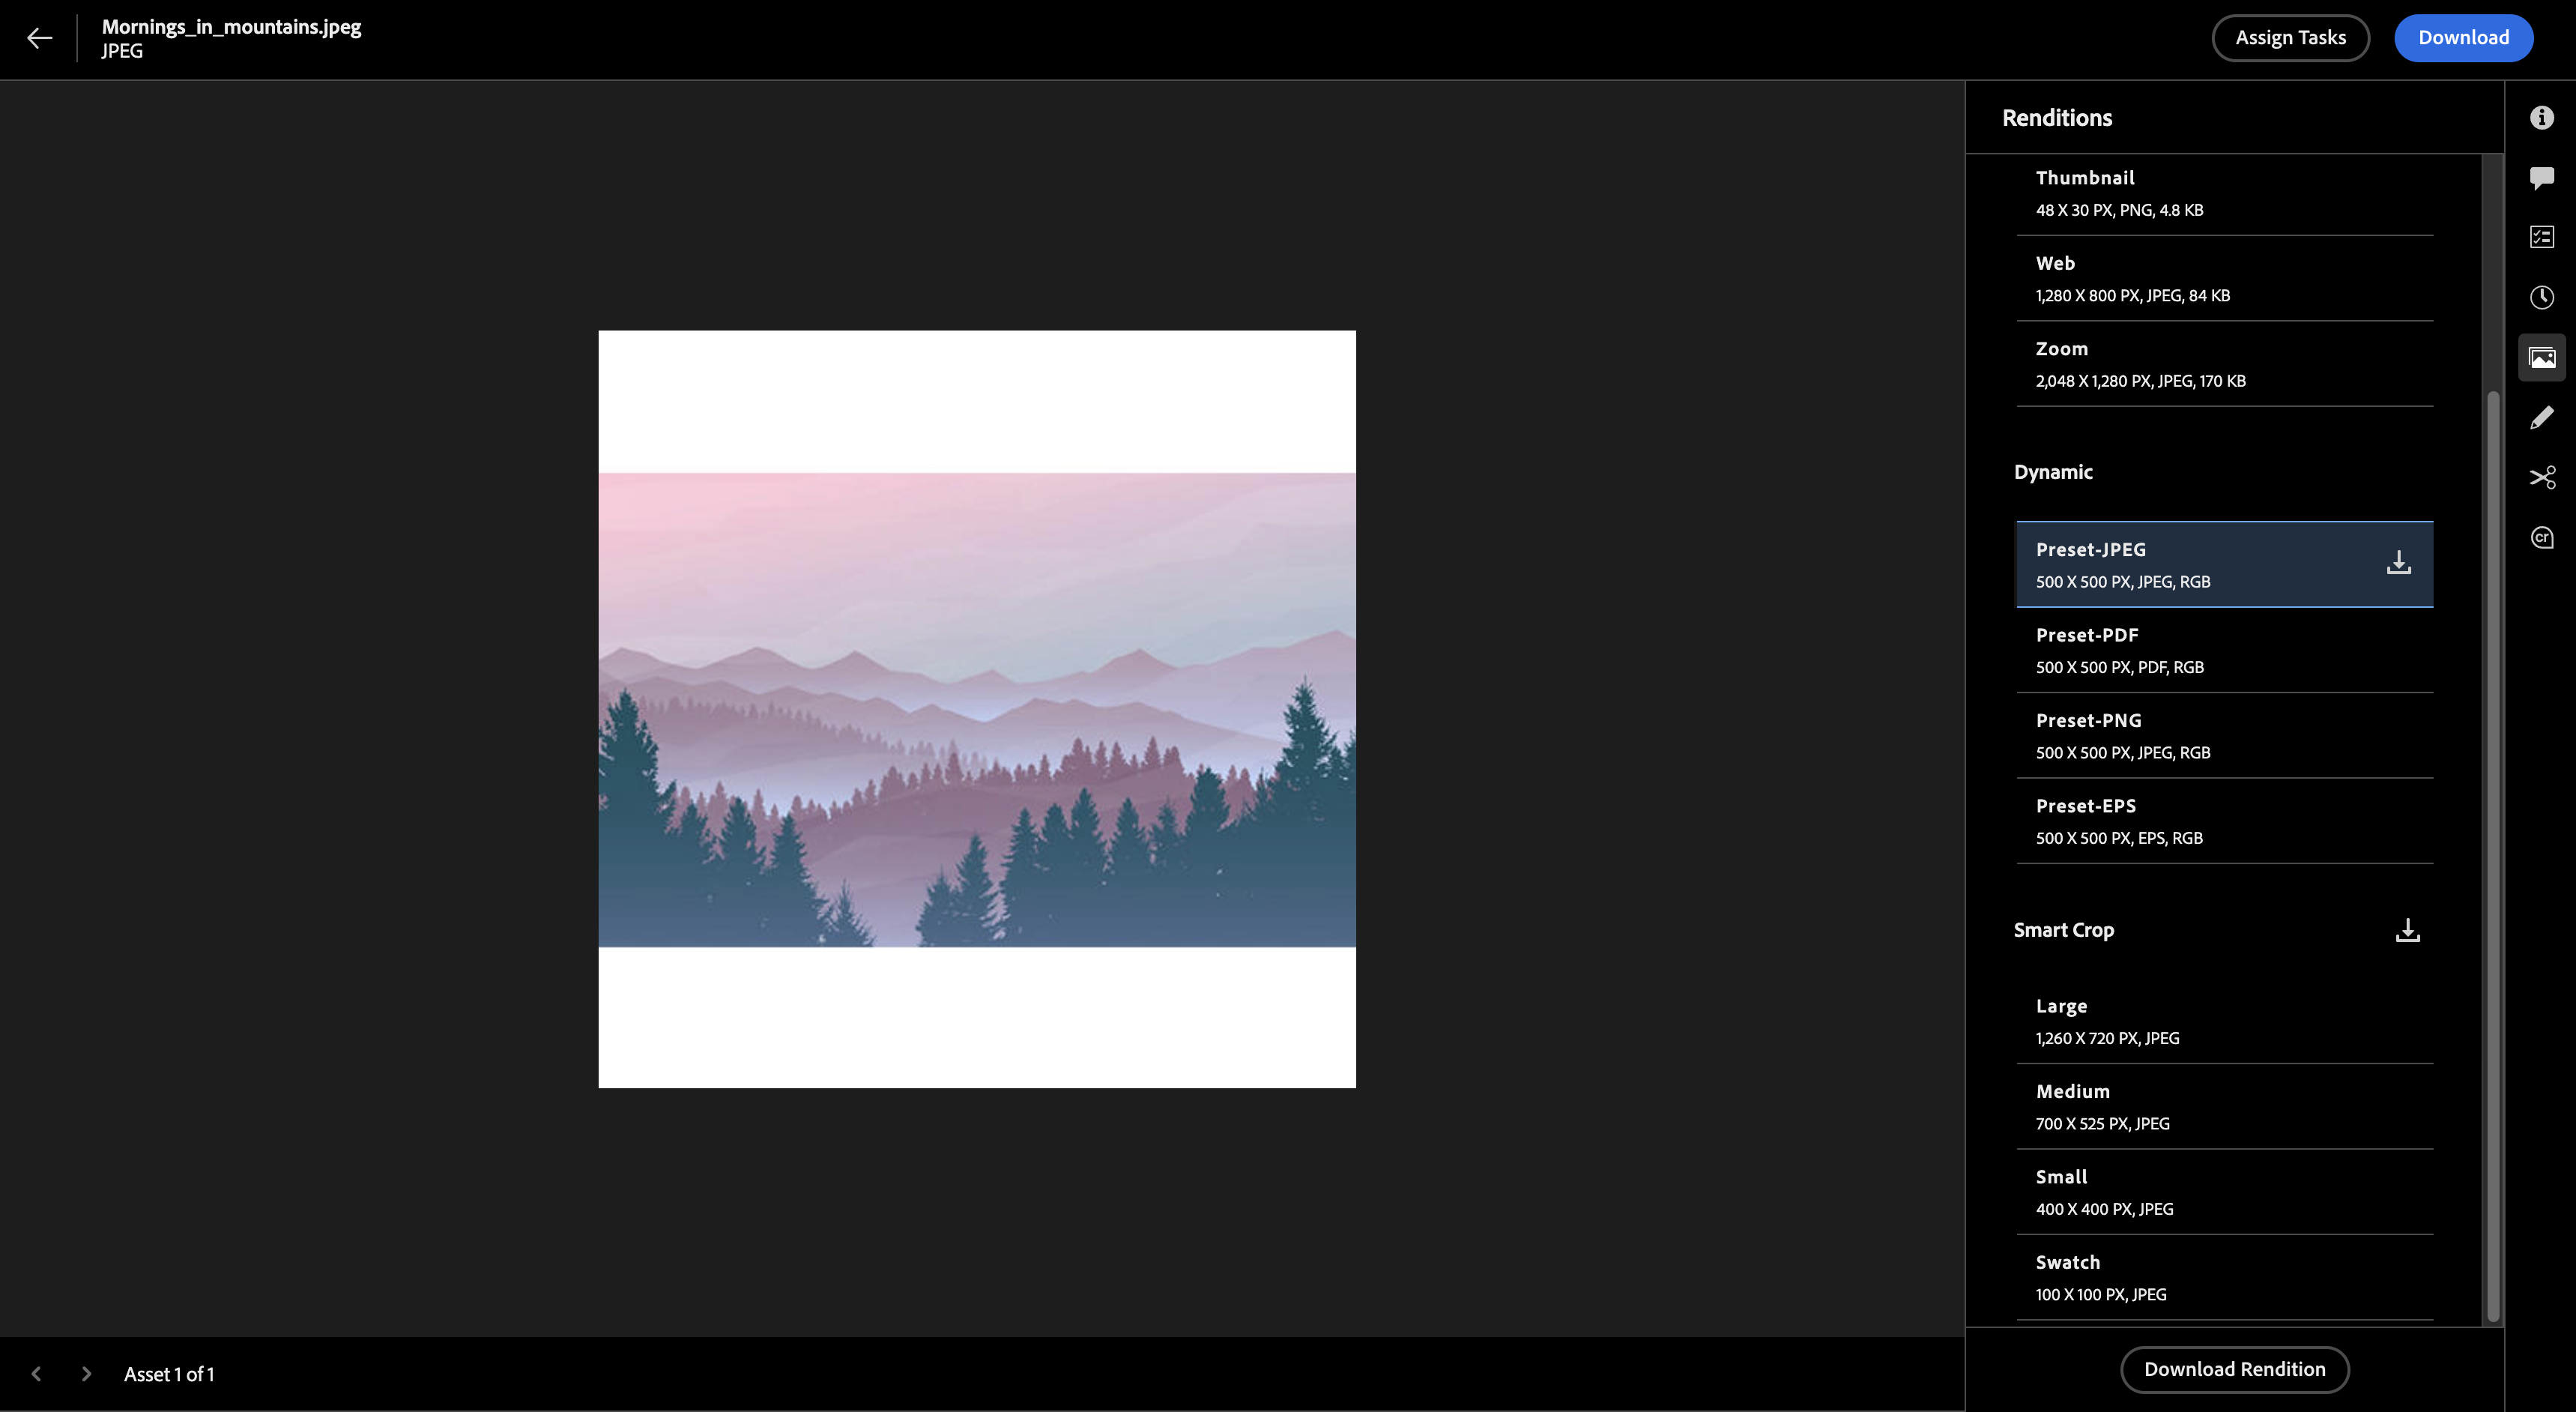 Mornings_in_mountains.jpeg
JPEG
Assign Tasks
Download
Renditions
Thumbnail
48 X 30 PX, PNG, 4.8 KB
Web
1,280 X 800 PX, JPEG, 84 KB
Zoom
2,048 X 1,280 PX, JPEG, 170 KB
Dynamic
Preset-JPEG
500 X 500 PX, JPEG, RGB
Preset-PDF
500 X 500 PX, PDF, RGB
Preset-PNG
500 X 500 PX, JPEG, RGB
Preset-EPS
500 X 500 PX, EPS, RGB
Smart Crop
Large
1,260 X 720 PX, JPEG
Medium
700 X 525 PX, JPEG
Small
400 X 400 PX, JPEG
Swatch
100 X 100 PX, JPEG
Download Rendition
Asset 1 of 1
cr